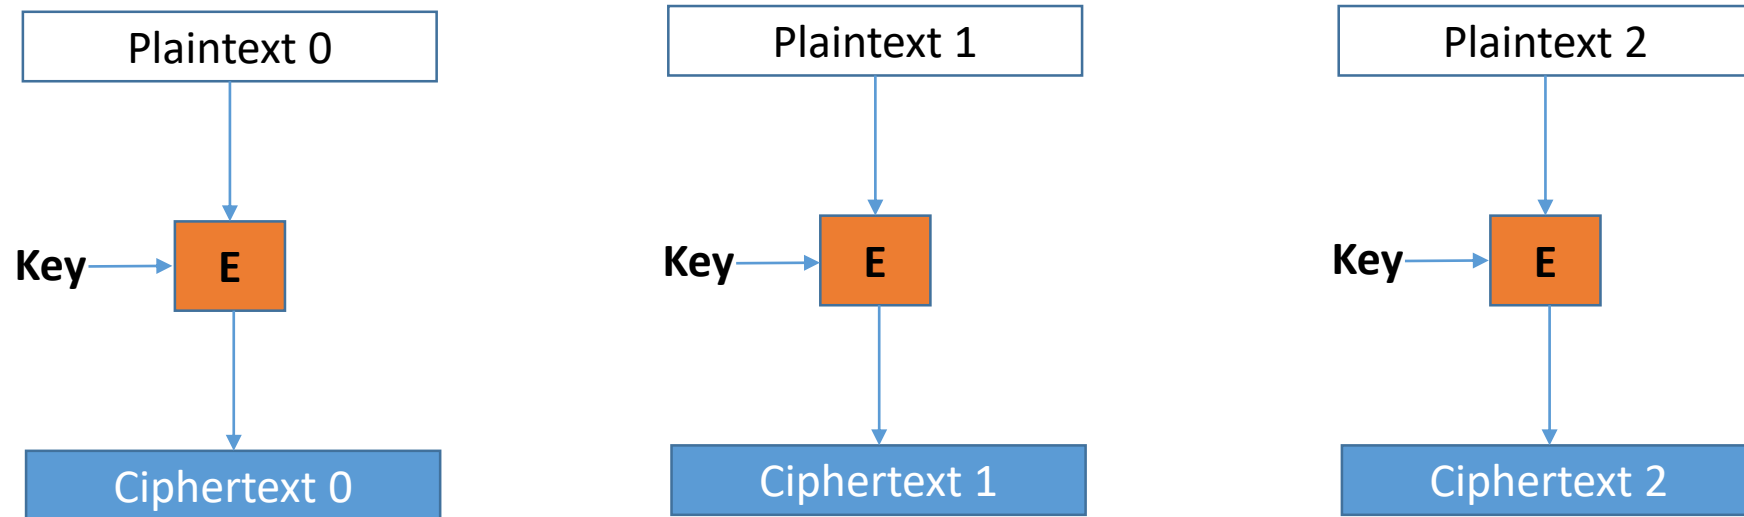 Plaintext 0
Plaintext 1
Plaintext 2
Key
E
Key
E
Key
E
Ciphertext 0
Ciphertext 1
Ciphertext 2